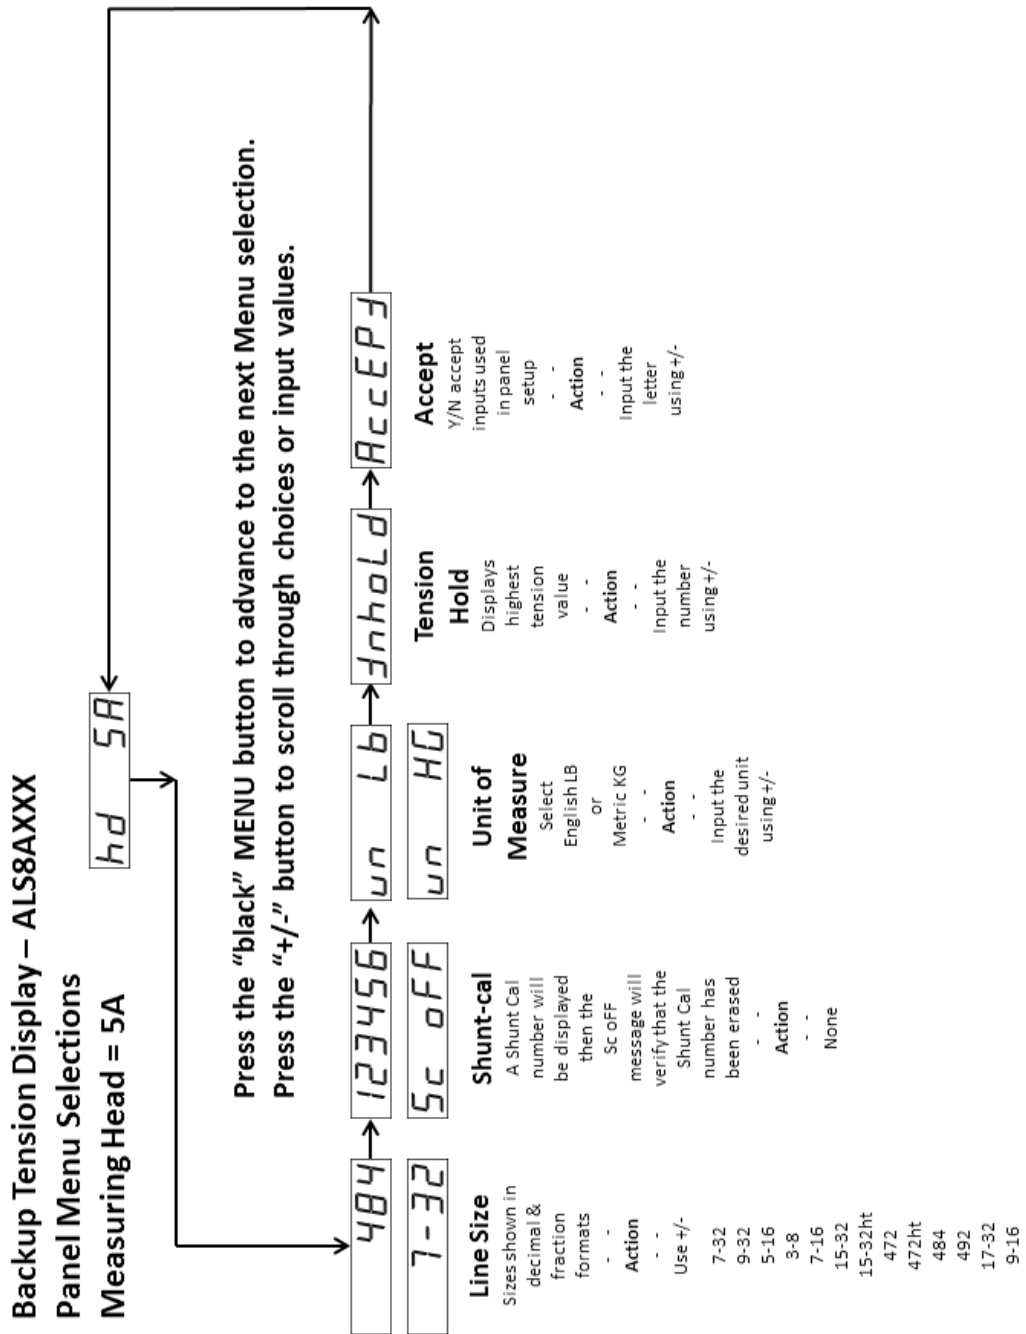 Backup Tension Display – ALS8AXXX
Panel Menu Selections
Measuring Head = 5A
hd 5A
Press the “black” MENU button to advance to the next Menu selection.
Press the “+/-” button to scroll through choices or input values.
484
7-32
Line Size
Sizes shown in
decimal &
fraction
formats
- -
Action
- -
Use +/-
7-32
9-32
5-16
3-8
7-16
15-32
15-32ht
472
472ht
484
492
17-32
9-16
123456
Sc oFF
Shunt-cal
A Shunt Cal
number will
be displayed
then the
Sc oFF
message will
verify that the
Shunt Cal
number has
been erased
- -
Action
- -
None
un Lb
un HG
Unit of
Measure
Select
English LB
or
Metric KG
- -
Action
- -
Input the
desired unit
using +/-
tnhoLd
Tension
Hold
Displays
highest
tension
value
- -
Action
- -
Input the
number
using +/-
AccEPt
Accept
Y/N accept
inputs used
in panel
setup
- -
Action
- -
Input the
letter
using +/-